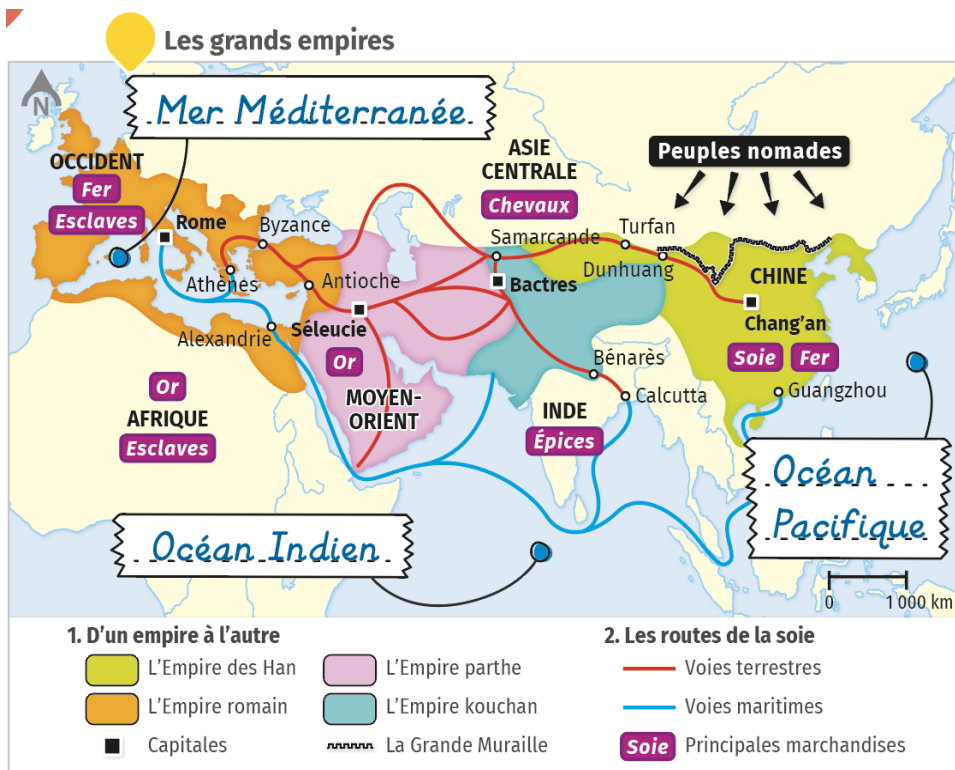 Les grands empires
N
Mer Méditerranée
OCCIDENT
Fer
Esclaves
Rome
Byzance
Athènes
Antioche
Alexandrie
Séleucie
Or
MOYEN-
ORIENT
Or
AFRIQUE
Esclaves
ASIE
CENTRALE
Chevaux
Samarcande
Bactres
Turfan
Dunhuang
Peuples nomades
CHINE
Chang'an
Soie
Fer
Guangzhou
Bénarès
Calcutta
INDE
Épices
Océan
Pacifique
Océan Indien
0 1 000 km
1. D'un empire à l'autre
L'Empire des Han
L'Empire romain
Capitales
L'Empire parthe
L'Empire kouchan
La Grande Muraille
2. Les routes de la soie
Voies terrestres
Voies maritimes
Soie Principales marchandises